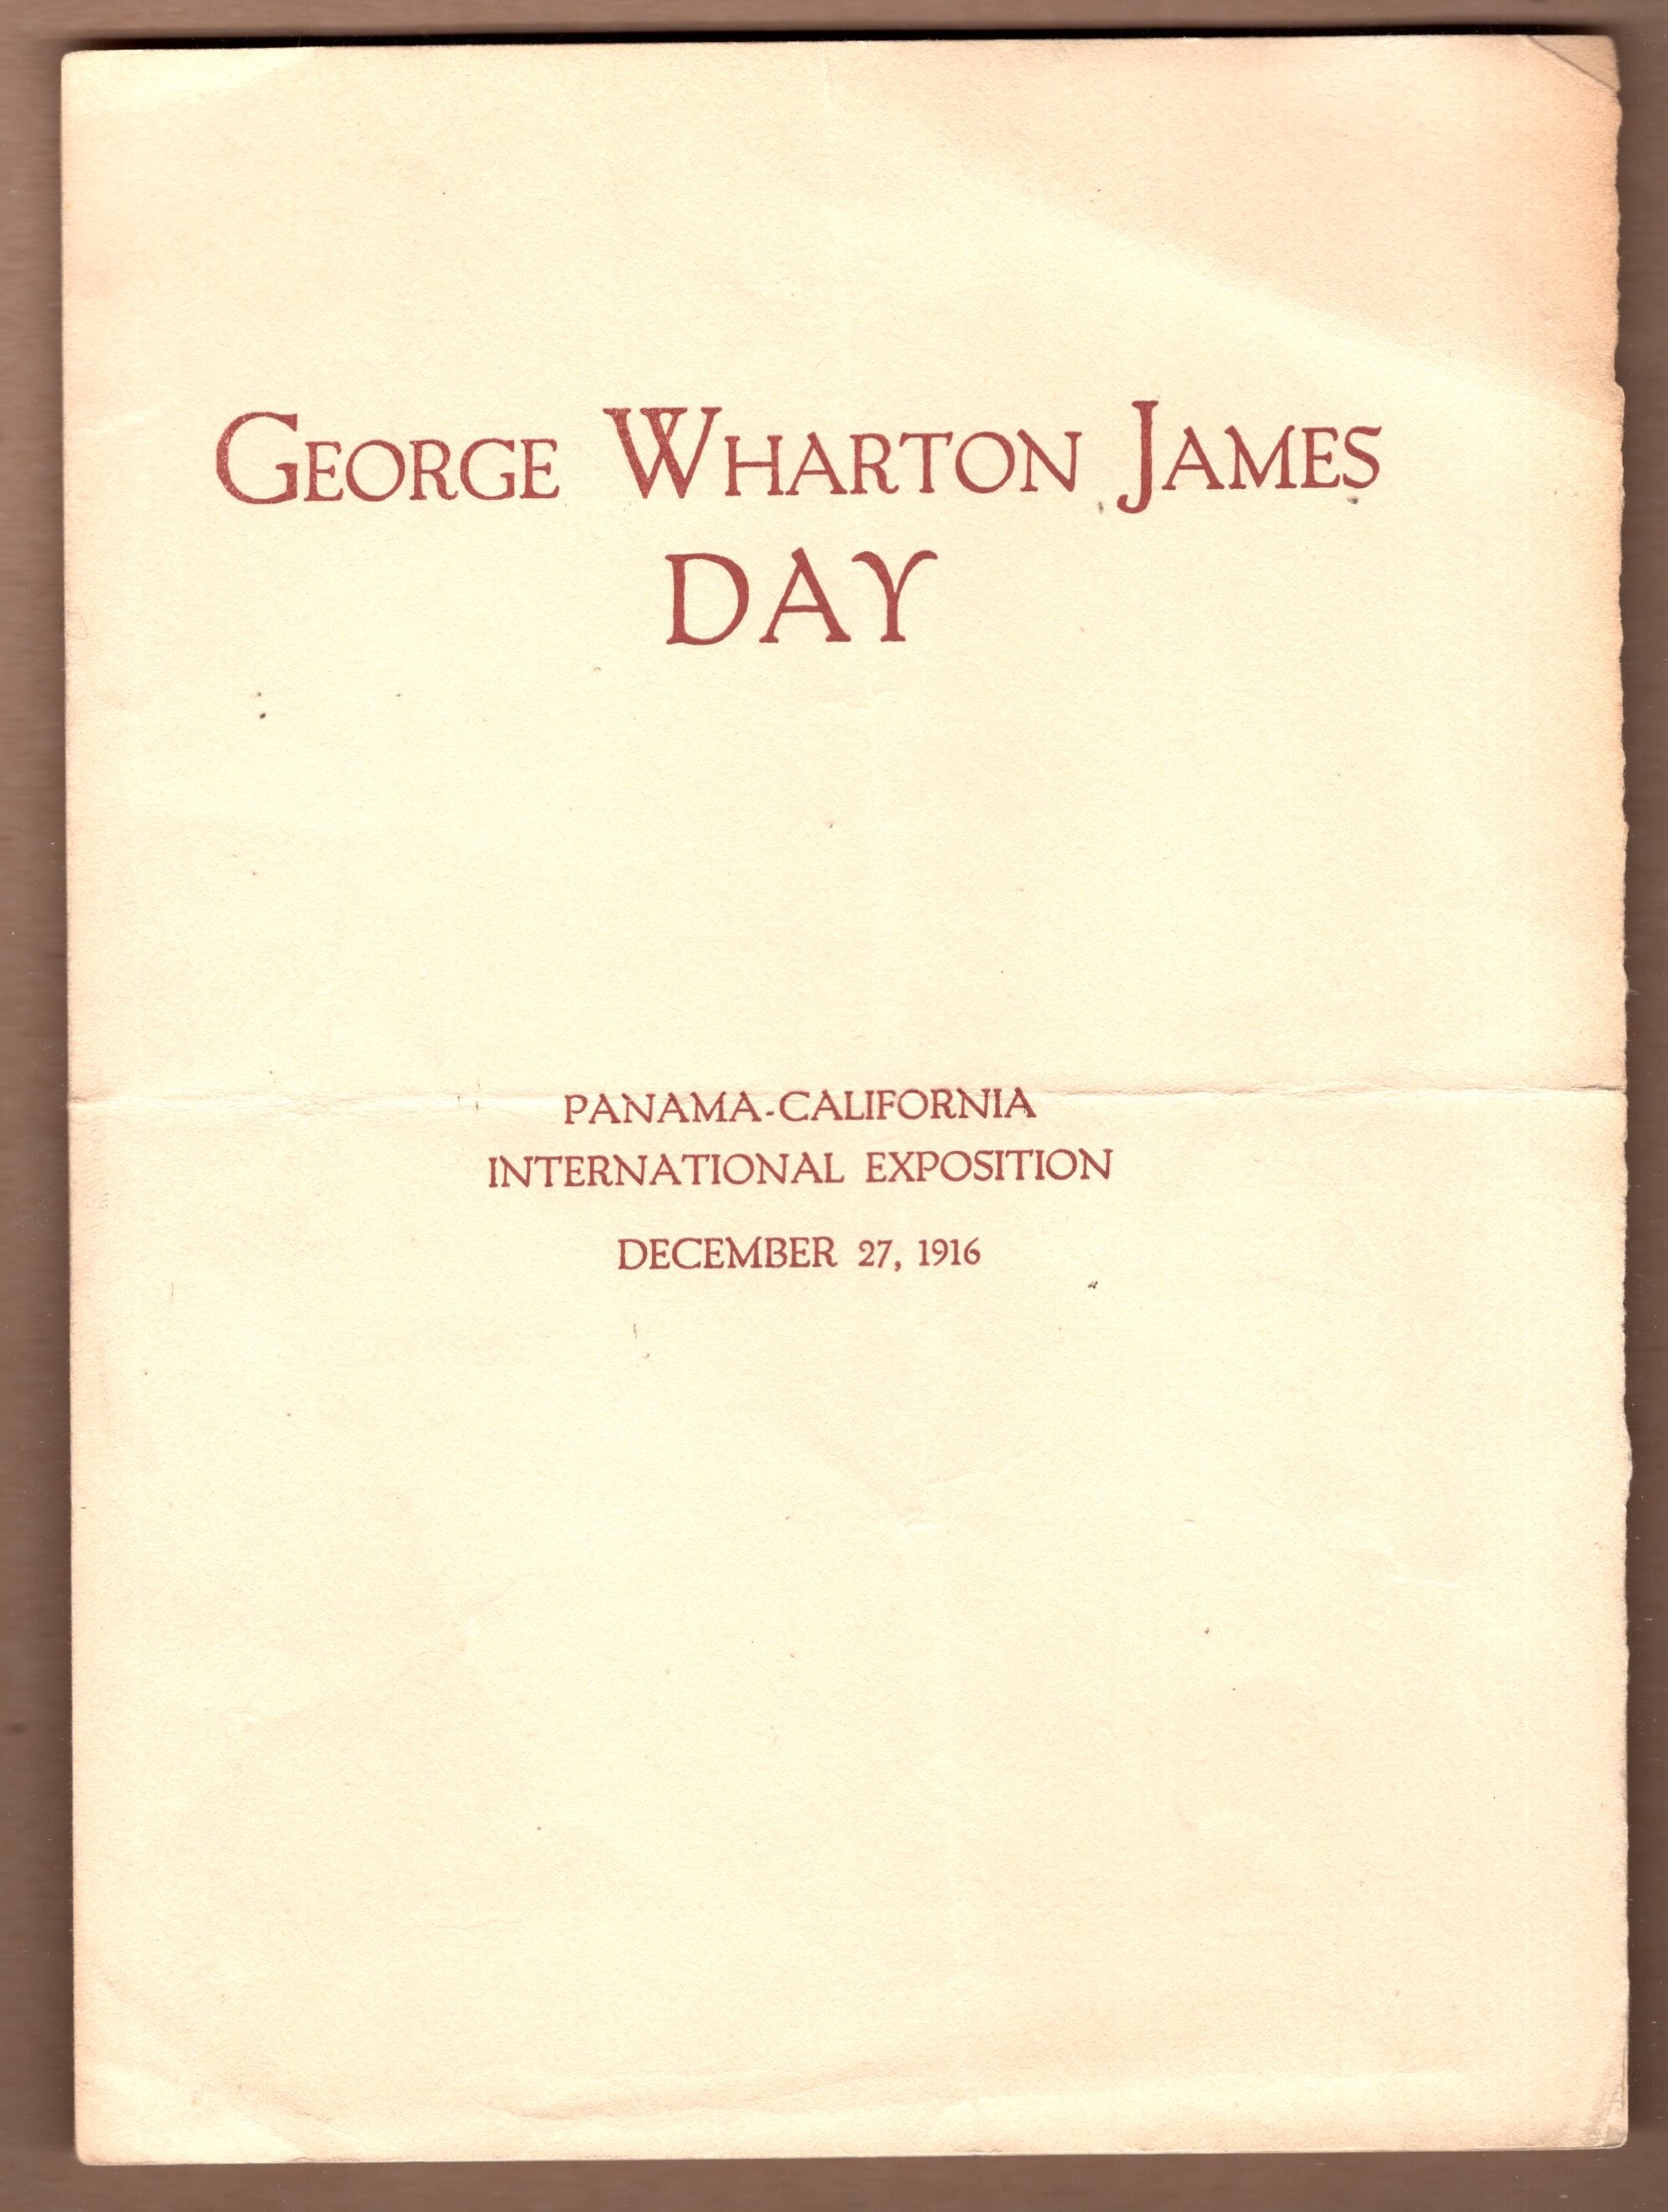 GEORGE WHARTON JAMES
DAY
PANAMA-CALIFORNIA
INTERNATIONAL EXPOSITION
DECEMBER 27, 1916